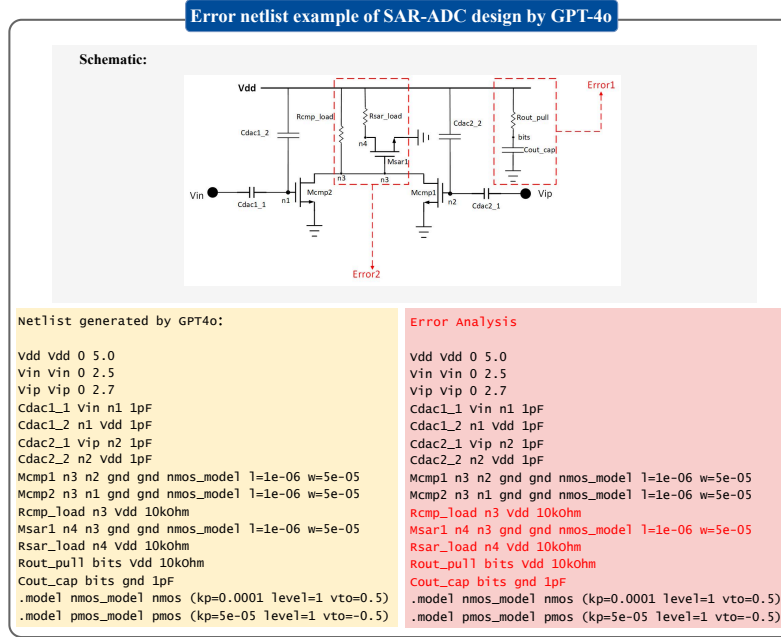 Error netlist example of SAR-ADC design by GPT-4o
Schematic:
Vdd
Error1
Rcmp_load
Rsar_load
Rout_pull
Cdac1_2
n4
Cdac2_2
bits
Cout_cap
Msar1
n3
n3
Vin
n1
Mcmp2
Mcmp1
n2
Vip
Cdac1_1
Cdac2_1
Error2
Netlist generated by GPT4o:
Vdd Vdd 0 5.0
Vin Vin 0 2.5
Vip Vip 0 2.7
Cdac1_1 Vin n1 1pF
Cdac1_2 n1 Vdd 1pF
Cdac2_1 Vip n2 1pF
Cdac2_2 n2 Vdd 1pF
Mcmp1 n3 n2 gnd gnd nmos_model l=1e-06 w=5e-05
Mcmp2 n3 n1 gnd gnd nmos_model l=1e-06 w=5e-05
Rcmp_load n3 Vdd 10kOhm
Msar1 n4 n3 gnd gnd nmos_model l=1e-06 w=5e-05
Rsar_load n4 Vdd 10kOhm
Rout_pull bits Vdd 10kOhm
Cout_cap bits gnd 1pF
.model nmos_model nmos (kp=0.0001 level=1 vto=0.5)
.model pmos_model pmos (kp=5e-05 level=1 vto=-0.5)
Error Analysis
Vdd Vdd 0 5.0
Vin Vin 0 2.5
Vip Vip 0 2.7
Cdac1_1 Vin n1 1pF
Cdac1_2 n1 Vdd 1pF
Cdac2_1 Vip n2 1pF
Cdac2_2 n2 Vdd 1pF
Mcmp1 n3 n2 gnd gnd nmos_model l=1e-06 w=5e-05
Mcmp2 n3 n1 gnd gnd nmos_model l=1e-06 w=5e-05
Rcmp_load n3 Vdd 10kOhm
Msar1 n4 n3 gnd gnd nmos_model l=1e-06 w=5e-05
Rsar_load n4 Vdd 10kOhm
Rout_pull bits Vdd 10kOhm
Cout_cap bits gnd 1pF
.model nmos_model nmos (kp=0.0001 level=1 vto=0.5)
.model pmos_model pmos (kp=5e-05 level=1 vto=-0.5)